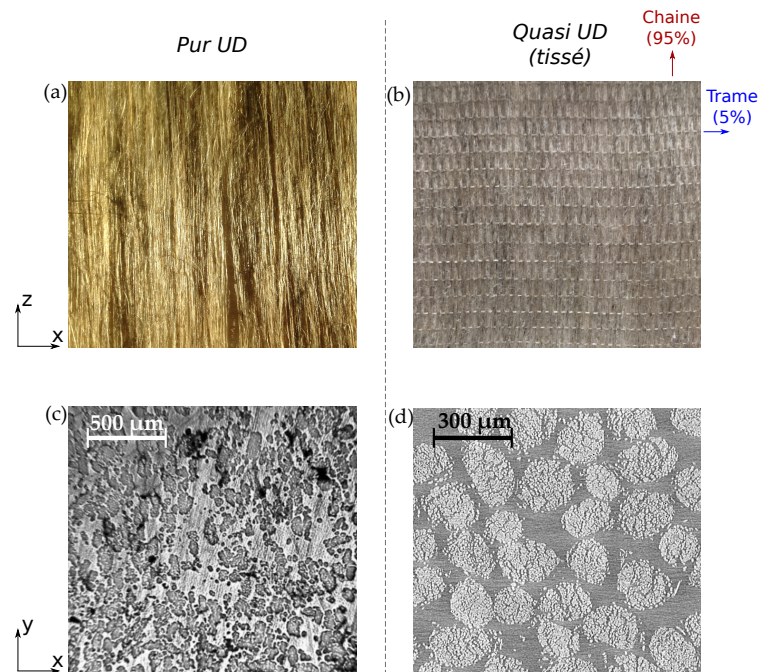 Pur UD
Quasi UD
(tissé)
Chaine
(95%)
Trame
(5%)
(a)
(b)
z
x
(c)
500 µm
(d)
300 µm
y
x